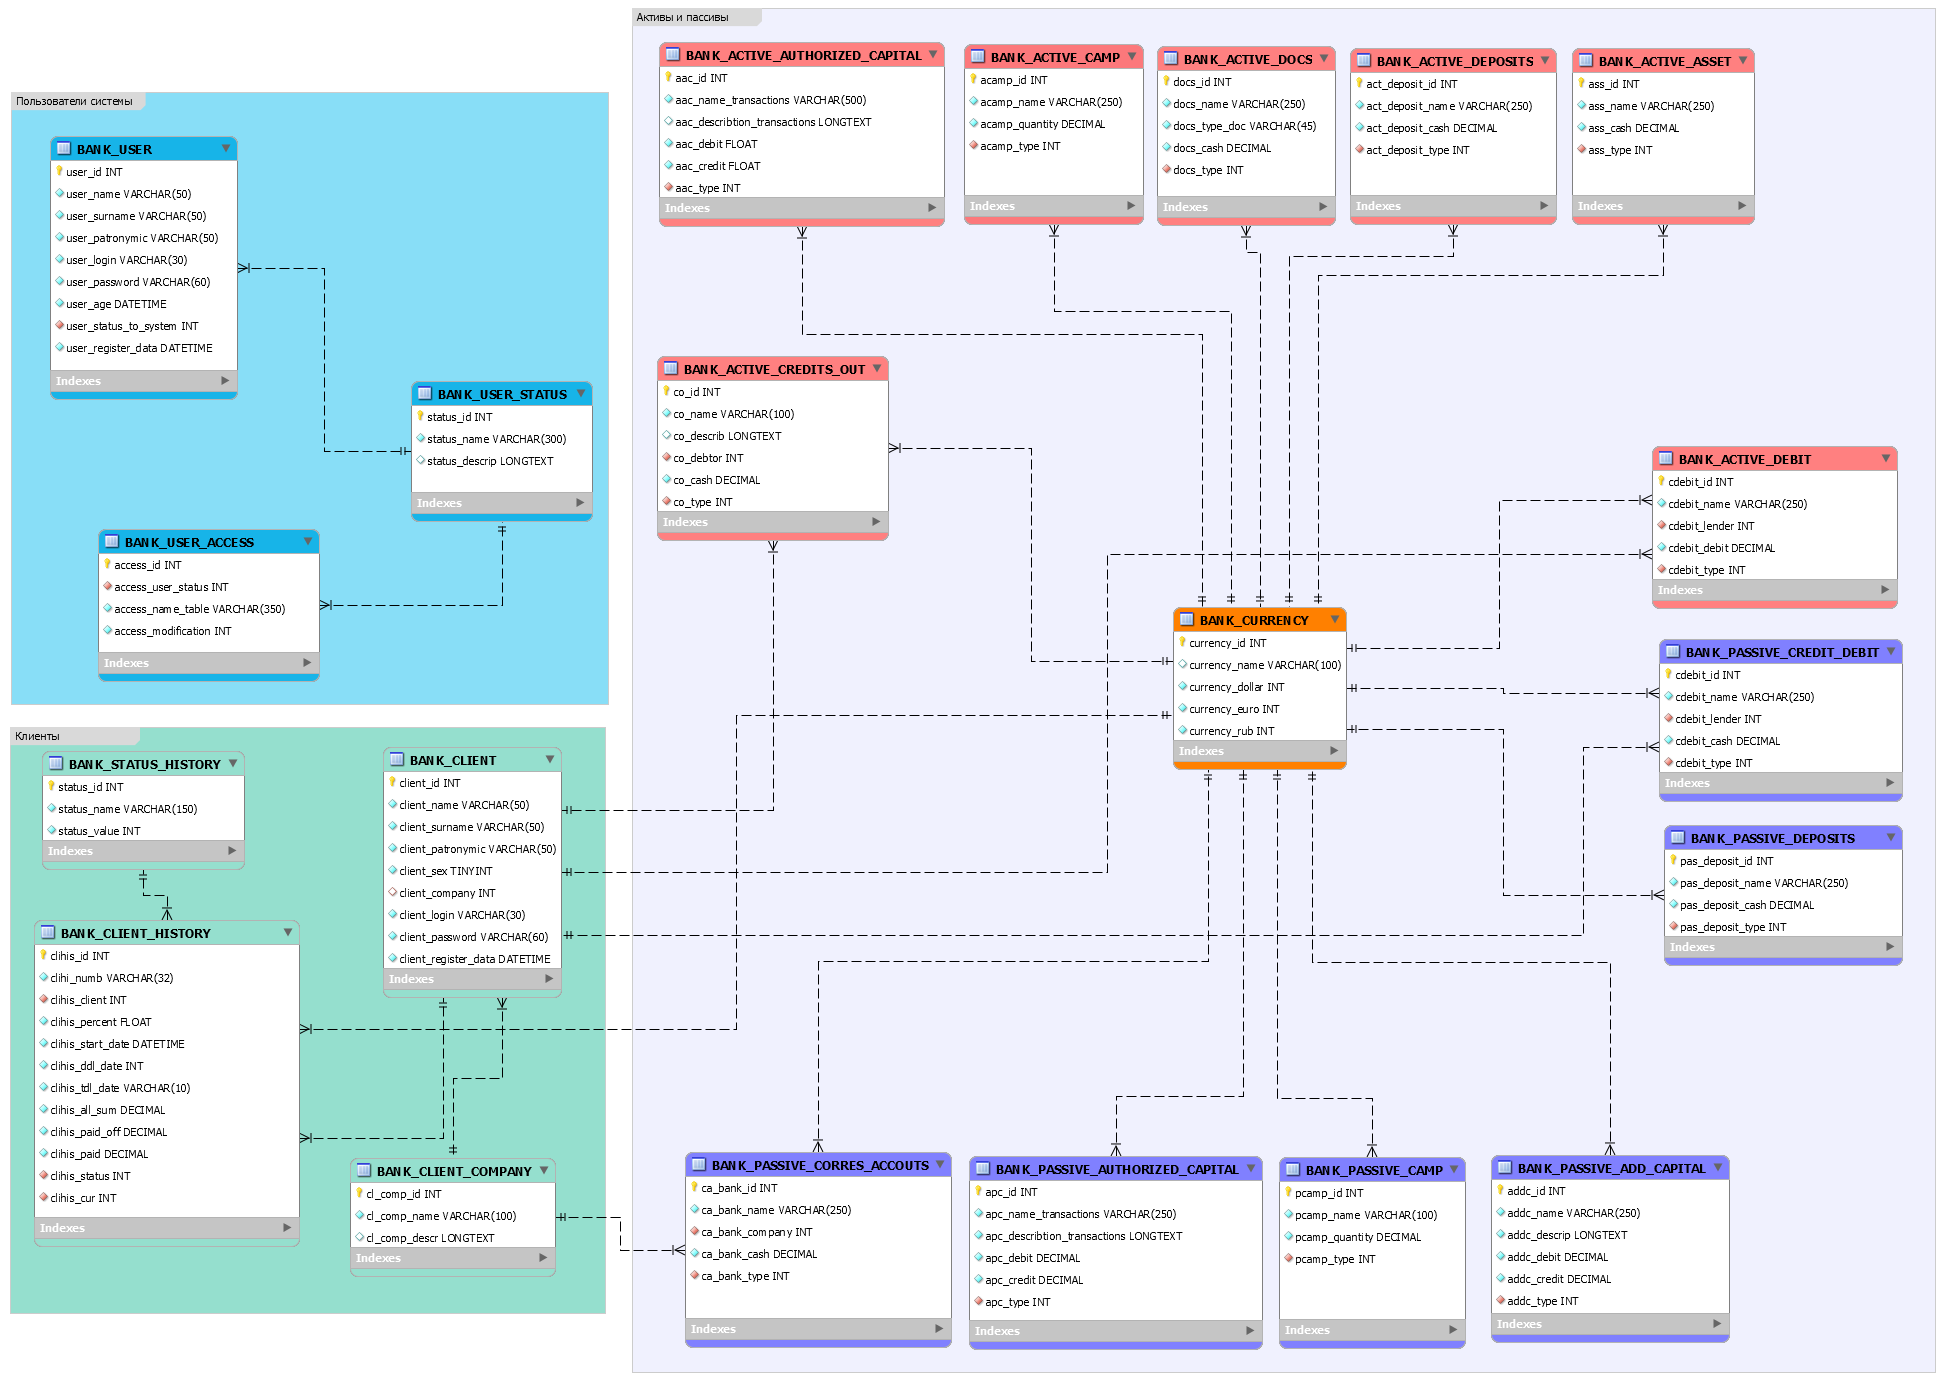 Пользователи системы
BANK_USER
user_id INT
user_name VARCHAR(50)
user_surname VARCHAR(50)
user_patronymic VARCHAR(50)
user_login VARCHAR(30)
user_password VARCHAR(60)
user_age DATETIME
user_status_to_system INT
user_register_data DATETIME
Indexes
BANK_USER_STATUS
status_id INT
status_name VARCHAR(300)
status_descrip LONGTEXT
Indexes
BANK_USER_ACCESS
access_id INT
access_user_status INT
access_name_table VARCHAR(350)
access_modification INT
Indexes
Клиенты
BANK_STATUS_HISTORY
status_id INT
status_name VARCHAR(150)
status_value INT
Indexes
BANK_CLIENT
client_id INT
client_name VARCHAR(50)
client_surname VARCHAR(50)
client_patronymic VARCHAR(50)
client_sex TINYINT
client_company INT
client_login VARCHAR(30)
client_password VARCHAR(60)
client_register_data DATETIME
Indexes
BANK_CLIENT_HISTORY
clihis_id INT
clihi_numb VARCHAR(32)
clihis_client INT
clihis_percent FLOAT
clihis_start_date DATETIME
clihis_ddl_date INT
clihis_tdl_date VARCHAR(10)
clihis_all_sum DECIMAL
clihis_paid_off DECIMAL
clihis_paid DECIMAL
clihis_status INT
clihis_cur INT
Indexes
BANK_CLIENT_COMPANY
cl_comp_id INT
cl_comp_name VARCHAR(100)
cl_comp_descr LONGTEXT
Indexes
Активы и пассивы
BANK_ACTIVE_AUTHORIZED_CAPITAL
aac_id INT
aac_name_transactions VARCHAR(500)
aac_describtion_transactions LONGTEXT
aac_debit FLOAT
aac_credit FLOAT
aac_type INT
Indexes
BANK_ACTIVE_CAMP
acamp_id INT
acamp_name VARCHAR(250)
acamp_quantity DECIMAL
acamp_type INT
Indexes
BANK_ACTIVE_DOCS
docs_id INT
docs_name VARCHAR(250)
docs_type_doc VARCHAR(45)
docs_cash DECIMAL
docs_type INT
Indexes
BANK_ACTIVE_DEPOSITS
act_deposit_id INT
act_deposit_name VARCHAR(250)
act_deposit_cash DECIMAL
act_deposit_type INT
Indexes
BANK_ACTIVE_ASSET
ass_id INT
ass_name VARCHAR(250)
ass_cash DECIMAL
ass_type INT
Indexes
BANK_ACTIVE_CREDITS_OUT
co_id INT
co_name VARCHAR(100)
co_describ LONGTEXT
co_debtor INT
co_cash DECIMAL
co_type INT
Indexes
BANK_ACTIVE_DEBIT
cdebit_id INT
cdebit_name VARCHAR(250)
cdebit_lender INT
cdebit_debit DECIMAL
cdebit_type INT
Indexes
BANK_CURRENCY
currency_id INT
currency_name VARCHAR(100)
currency_dollar INT
currency_euro INT
currency_rub INT
Indexes
BANK_PASSIVE_CREDIT_DEBIT
cdebit_id INT
cdebit_name VARCHAR(250)
cdebit_lender INT
cdebit_cash DECIMAL
cdebit_type INT
Indexes
BANK_PASSIVE_DEPOSITS
pas_deposit_id INT
pas_deposit_name VARCHAR(250)
pas_deposit_cash DECIMAL
pas_deposit_type INT
Indexes
BANK_PASSIVE_CORRES_ACCOUTS
ca_bank_id INT
ca_bank_name VARCHAR(250)
ca_bank_company INT
ca_bank_cash DECIMAL
ca_bank_type INT
Indexes
BANK_PASSIVE_AUTHORIZED_CAPITAL
apc_id INT
apc_name_transactions VARCHAR(250)
apc_describtion_transactions LONGTEXT
apc_debit DECIMAL
apc_credit DECIMAL
apc_type INT
Indexes
BANK_PASSIVE_CAMP
pcamp_id INT
pcamp_name VARCHAR(100)
pcamp_quantity DECIMAL
pcamp_type INT
Indexes
BANK_PASSIVE_ADD_CAPITAL
addc_id INT
addc_name VARCHAR(250)
addc_descrip LONGTEXT
addc_debit DECIMAL
addc_credit DECIMAL
addc_type INT
Indexes